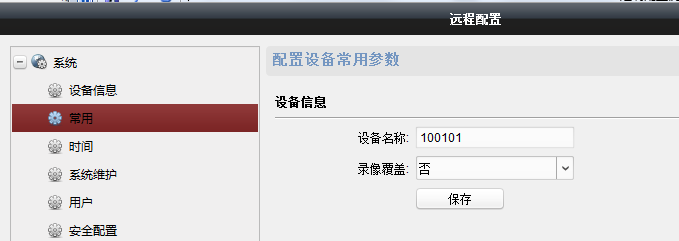 远程配置
系统
设备信息
常用
时间
系统维护
用户
安全配置
配置设备常用参数
设备信息
设备名称: 100101
录像覆盖: 否
保存